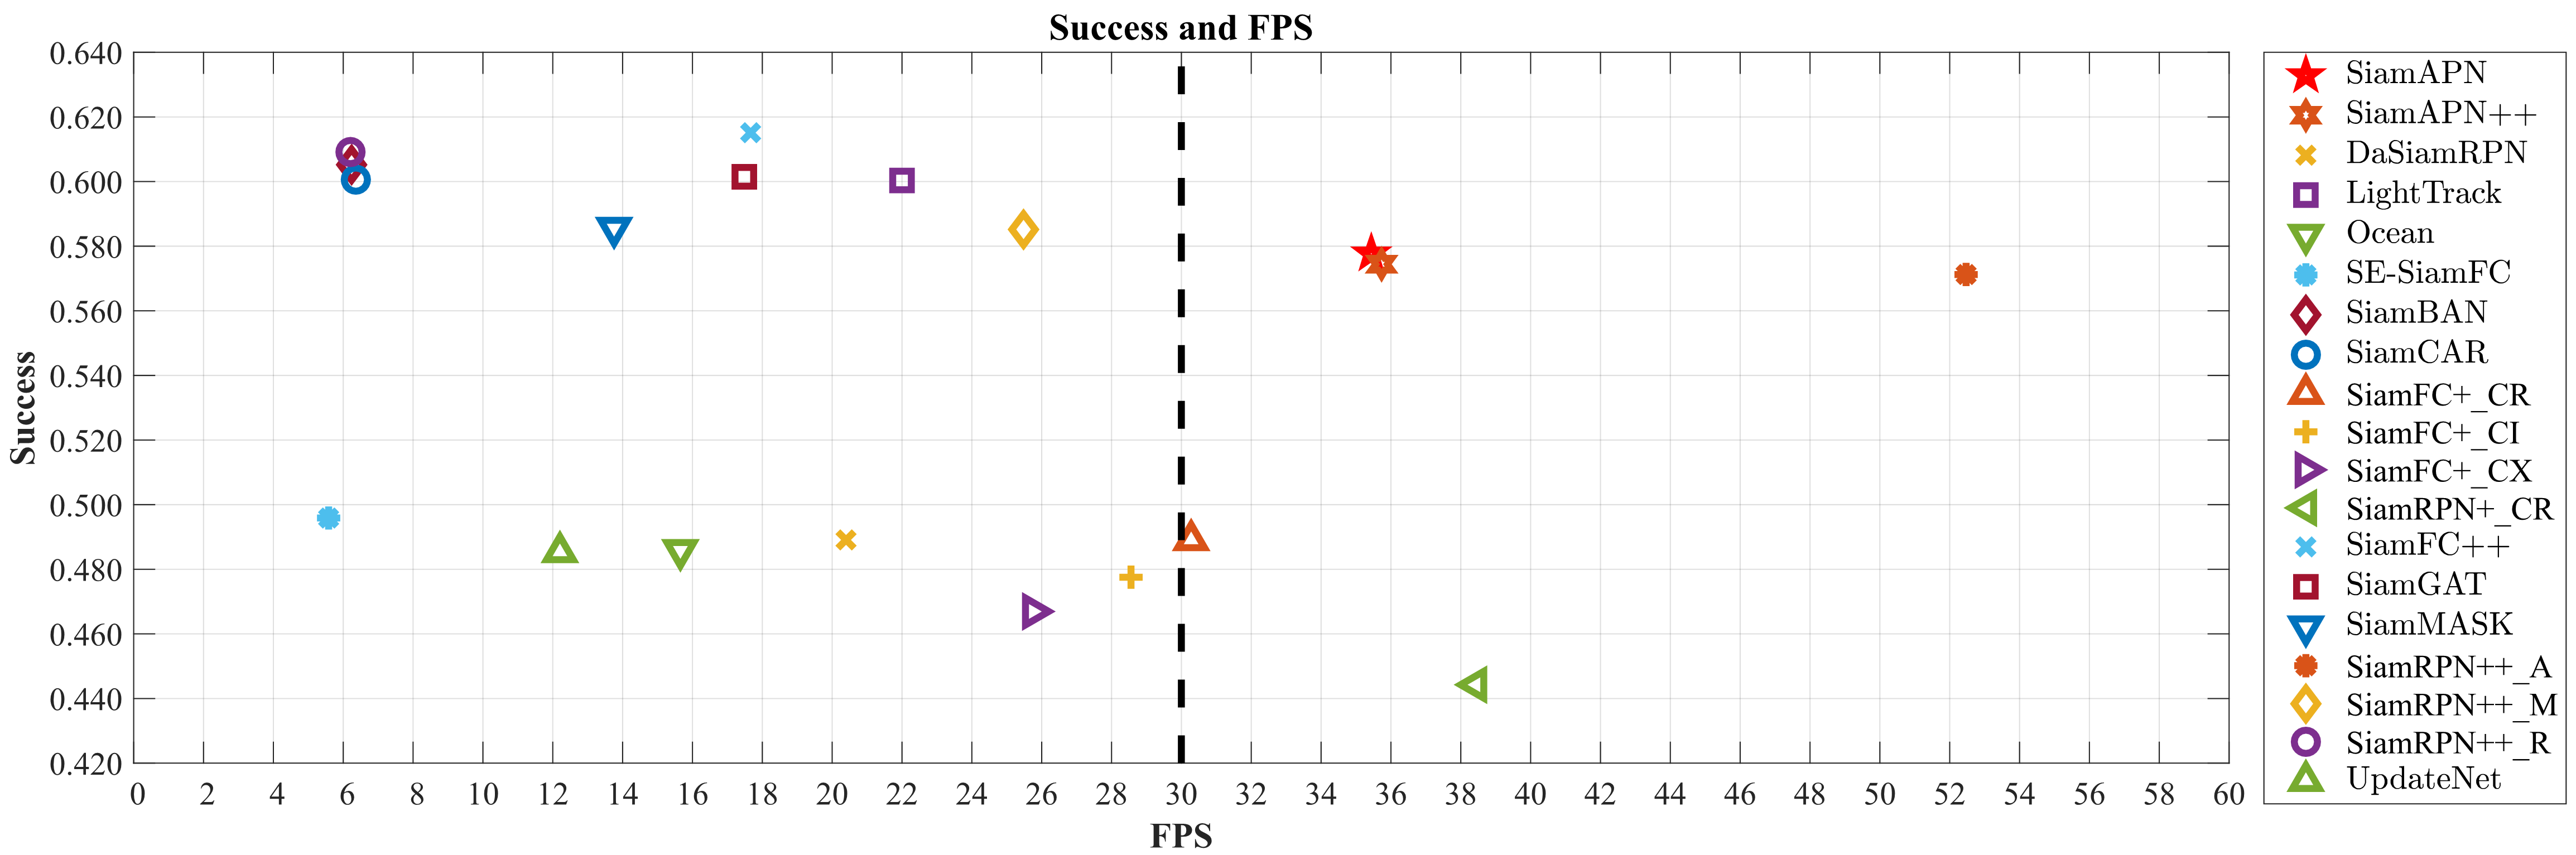 Success and FPS
0.640
0.620
0.600
0.580
0.560
0.540
0.520
0.500
0.480
0.460
0.440
0.420
Success
0 2 4 6 8 10 12 14 16 18 20 22 24 26 28 30 32 34 36 38 40 42 44 46 48 50 52 54 56 58 60
FPS
SiamAPN
SiamAPN++
DaSiamRPN
LightTrack
Ocean
SE-SiamFC
SiamBAN
SiamCAR
SiamFC+_CR
SiamFC+_CI
SiamFC+_CX
SiamRPN+_CR
SiamFC++
SiamGAT
SiamMASK
SiamRPN++_A
SiamRPN++_M
SiamRPN++_R
UpdateNet